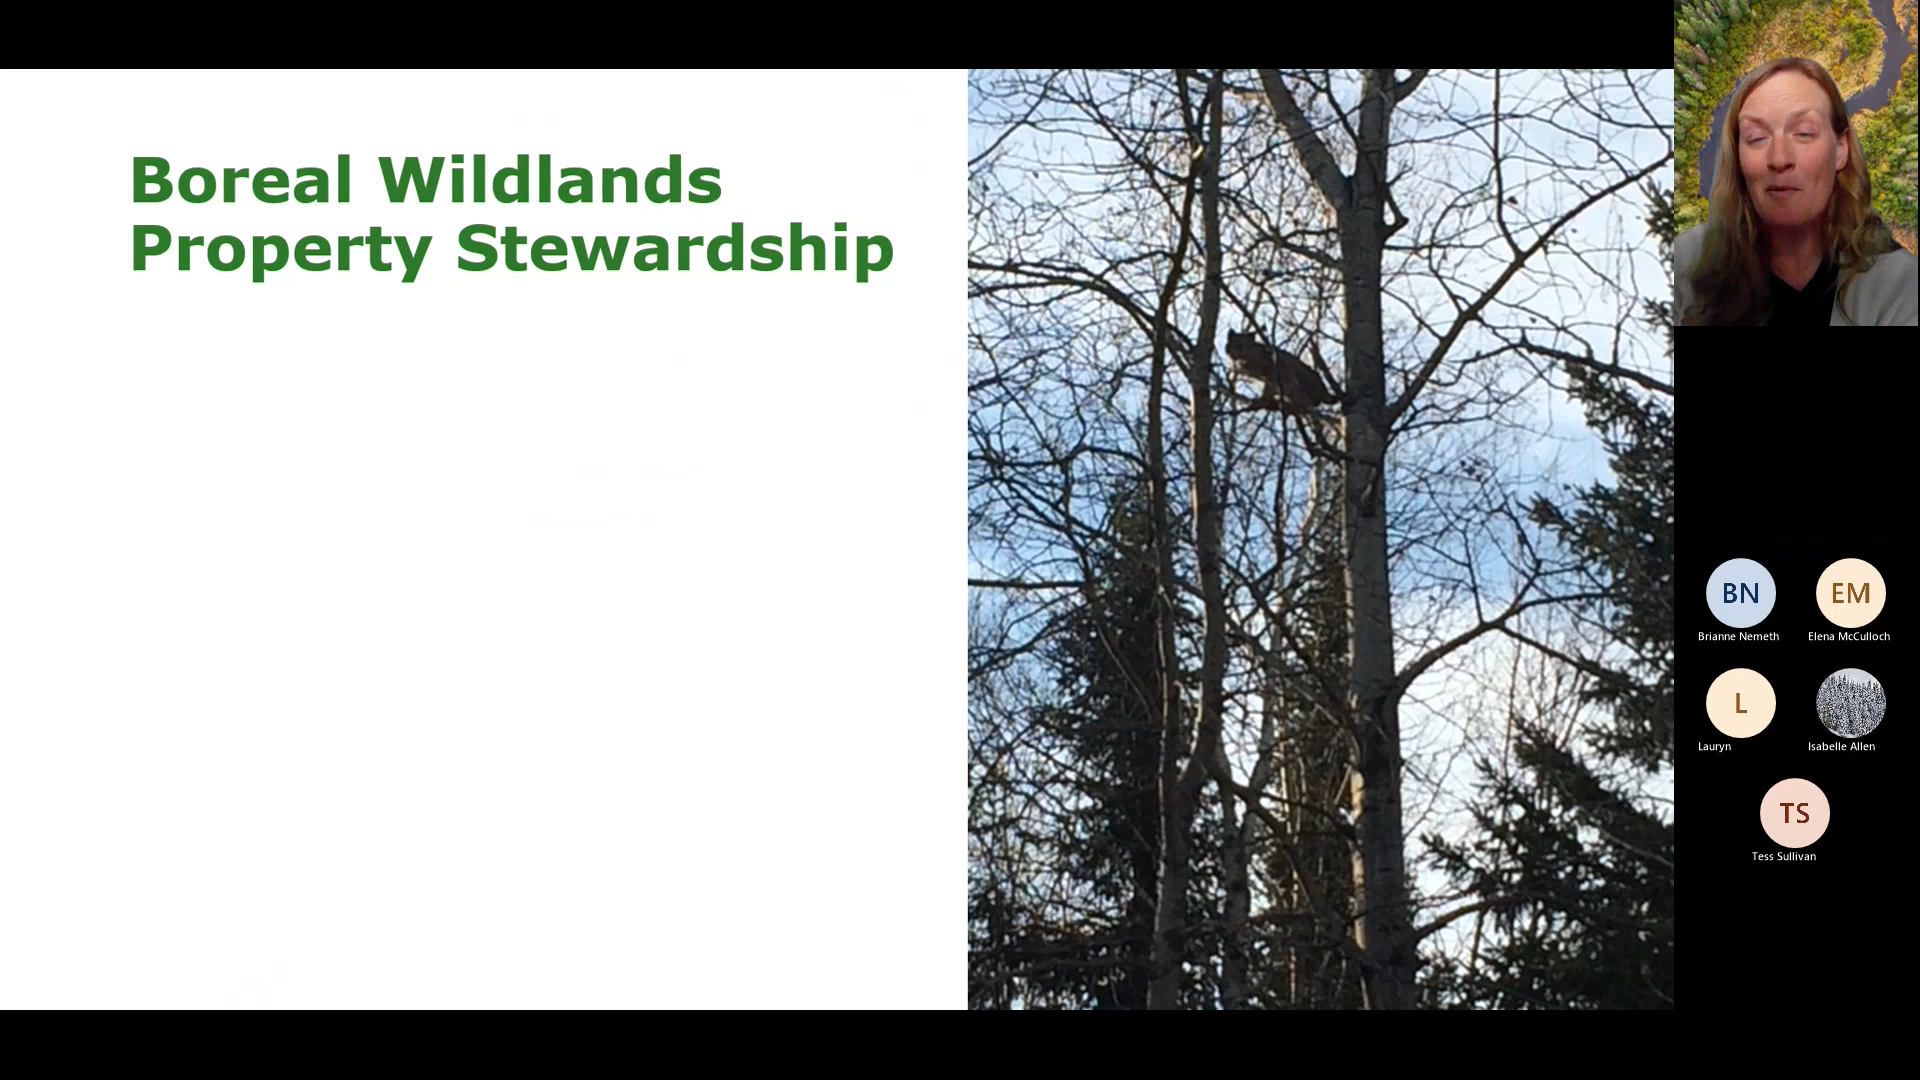 Boreal Wildlands
Property Stewardship
BN
EM
Brianne Nemeth
Elena McCulloch
L
Lauryn
Isabelle Allen
TS
Tess Sullivan